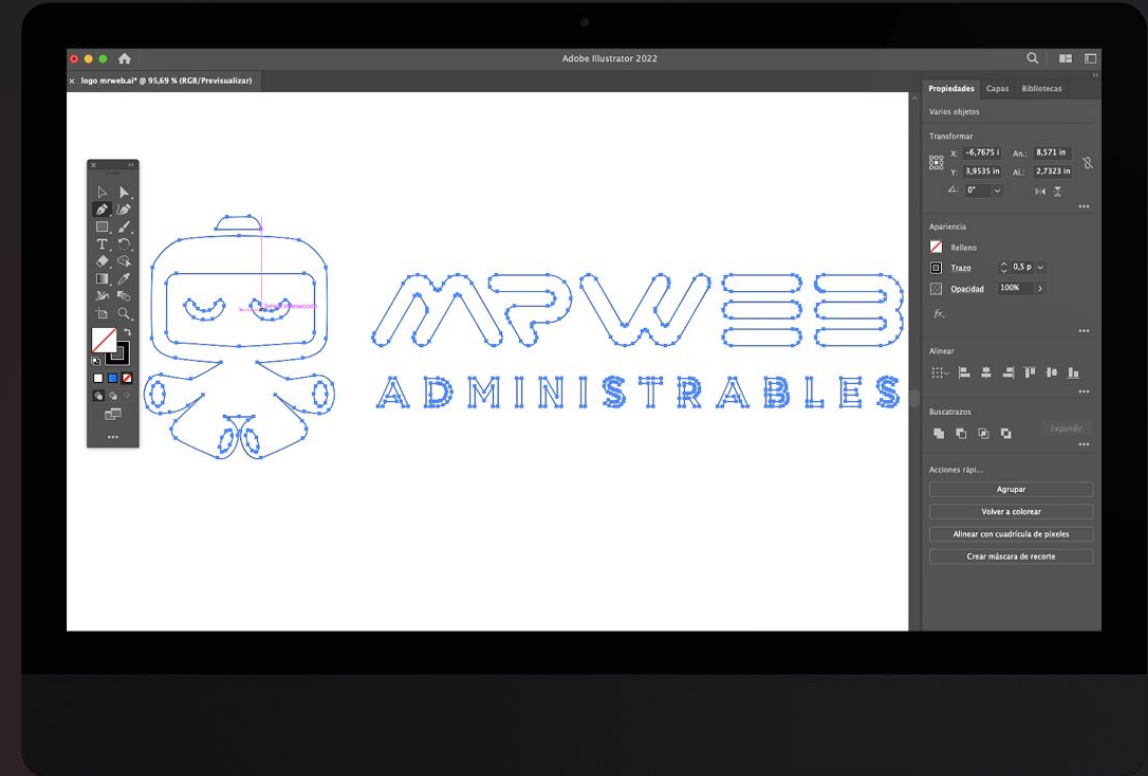 Adobe Illustrator 2022
× logo mrweb.ai* @ 95,69 % (RGB/Previsualizar)
Propiedades Capas Bibliotecas
Varios objetos
Transformar
X: -6,7675 i An.: 8,571 in
Y: 3,9535 in Al.: 2,7323 in
0°
Apariencia
Relleno
Trazo 0,5 p
Opacidad 100%
fx.
Alinear
Buscatrazos
Expandir
Acciones rápi...
Agrupar
Volver a colorear
Alinear con cuadrícula de píxeles
Crear máscara de recorte
MRWEB
ADMINISTRABLES